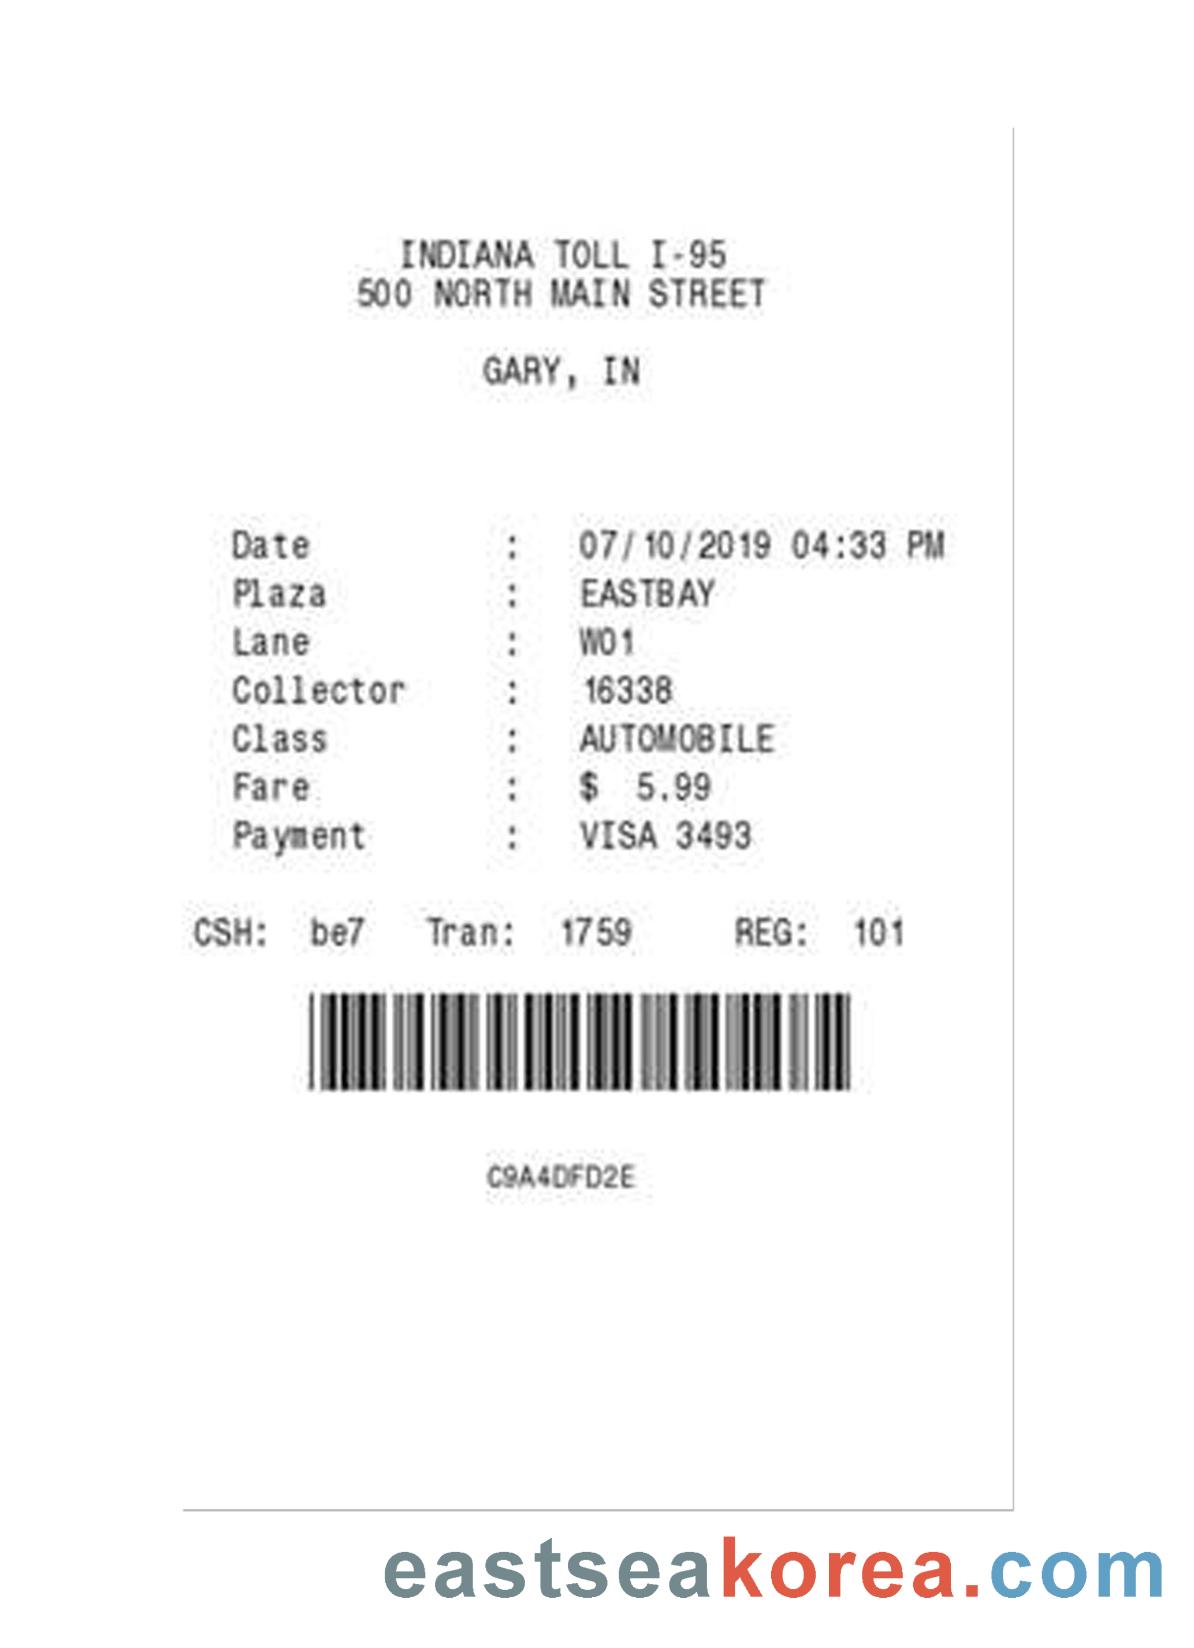 INDIANA TOLL I-95
500 NORTH MAIN STREET
GARY, IN
Date : 07/10/2019 04:33 PM
Plaza : EASTBAY
Lane : W01
Collector : 16338
Class : AUTOMOBILE
Fare : $ 5.99
Payment : VISA 3493
CSH: be7 Tran: 1759 REG: 101
C9A4DFD2E
eastseakorea.com